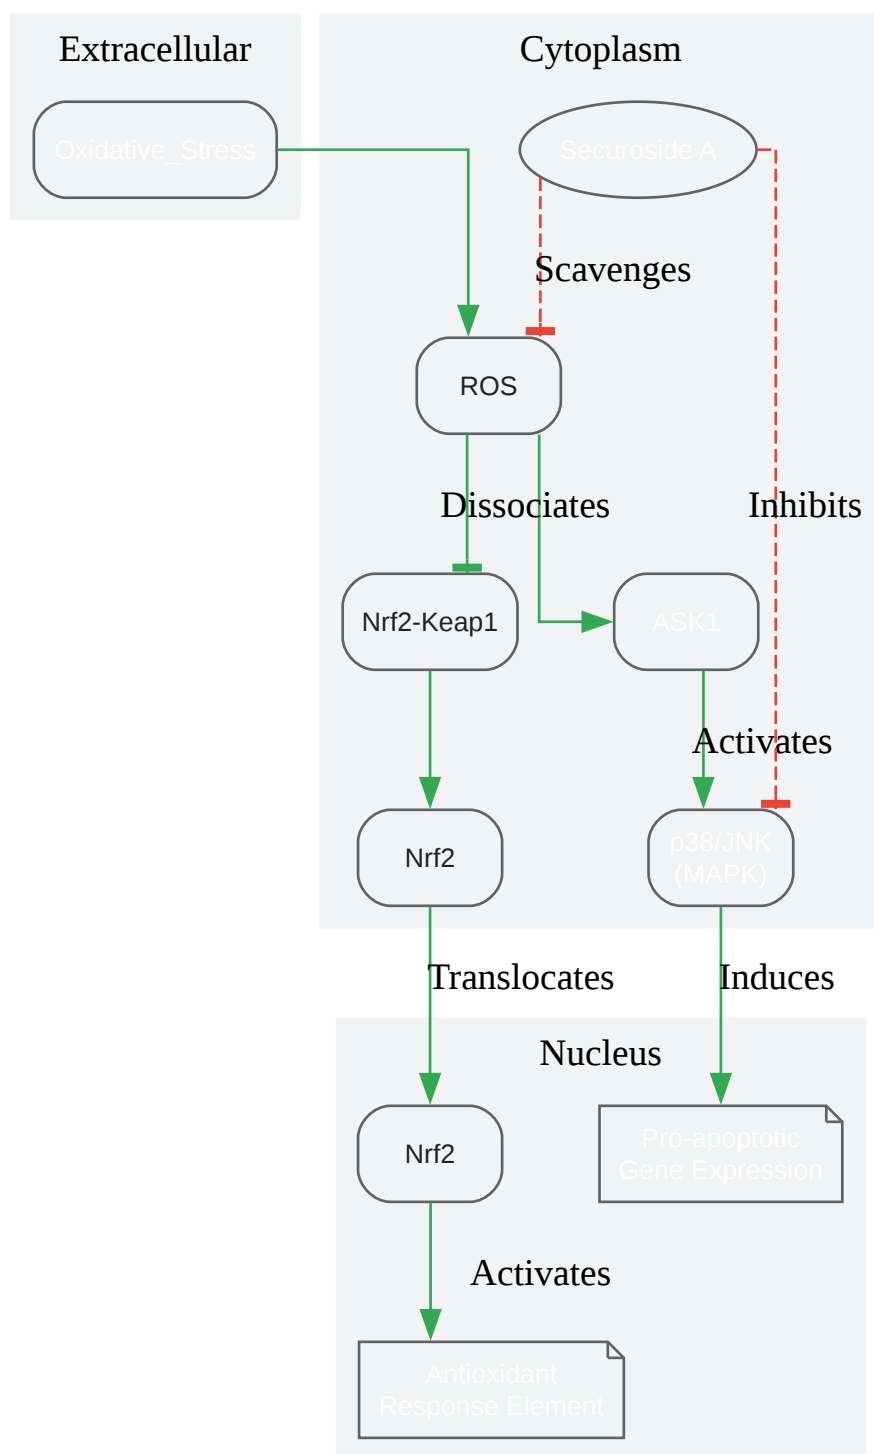 Extracellular
Cytoplasm
Oxidative_Stress
Securoside A
Scavenges
ROS
Dissociates
Inhibits
Nrf2-Keap1
ASK1
Activates
Nrf2
p38/JNK
(MAPK)
Translocates
Induces
Nucleus
Nrf2
Pro-apoptotic
Gene Expression
Activates
Antioxidant
Response Element